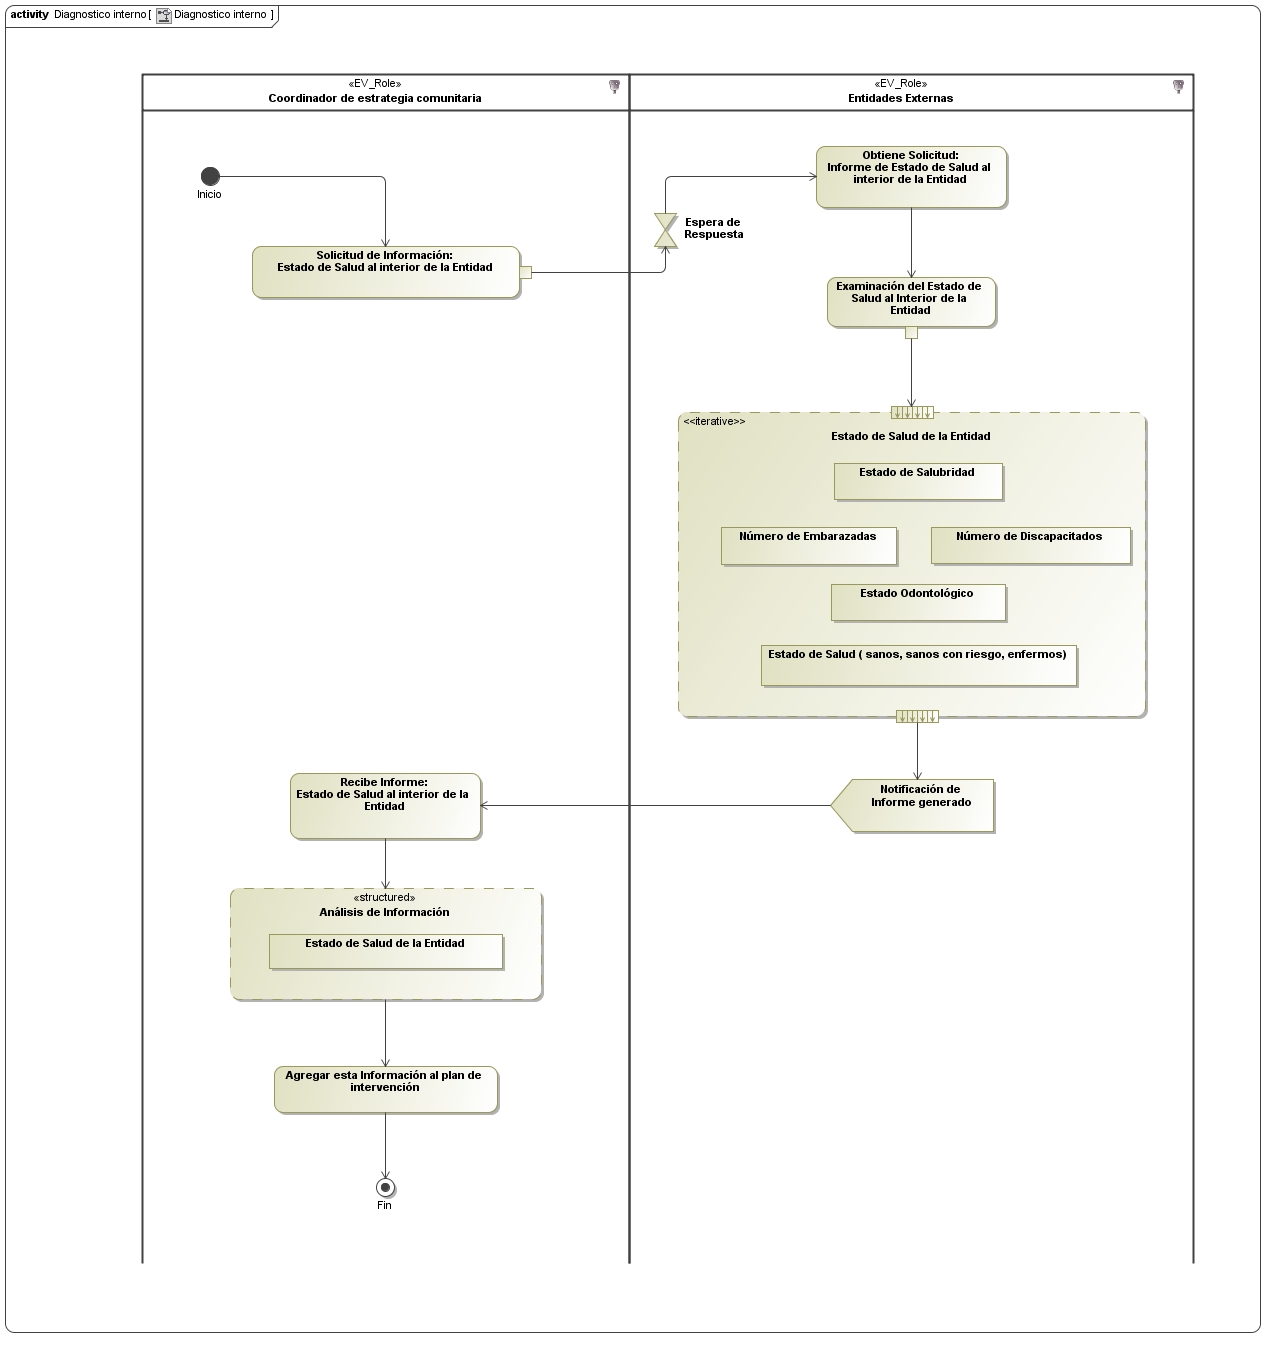 activity Diagnostico interno [ Diagnostico interno ]
«EV_Role»
Coordinador de estrategia comunitaria
«EV_Role»
Entidades Externas
Inicio
Solicitud de Información:
Estado de Salud al interior de la Entidad
Espera de
Respuesta
Obtiene Solicitud:
Informe de Estado de Salud al
interior de la Entidad
Examinación del Estado de
Salud al Interior de la
Entidad
<<iterative>>
Estado de Salud de la Entidad
Estado de Salubridad
Número de Embarazadas
Número de Discapacitados
Estado Odontológico
Estado de Salud ( sanos, sanos con riesgo, enfermos)
Notificación de
Informe generado
Recibe Informe:
Estado de Salud al interior de la
Entidad
«structured»
Análisis de Información
Estado de Salud de la Entidad
Agregar esta Información al plan de
intervención
Fin